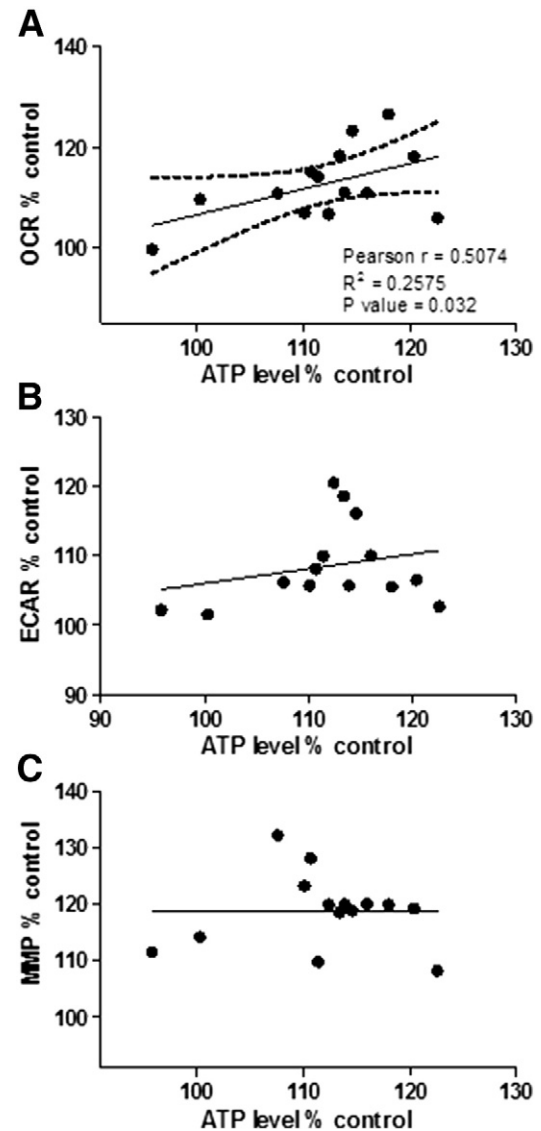 A
140
120
100
OCR % control
Pearson r = 0.5074
R² = 0.2575
P value = 0.032
100 110 120 130
ATP level % control
B
130
120
110
100
90
ECAR % control
90 100 110 120 130
ATP level % control
C
140
130
120
110
100
MMP % control
100 110 120 130
ATP level % control